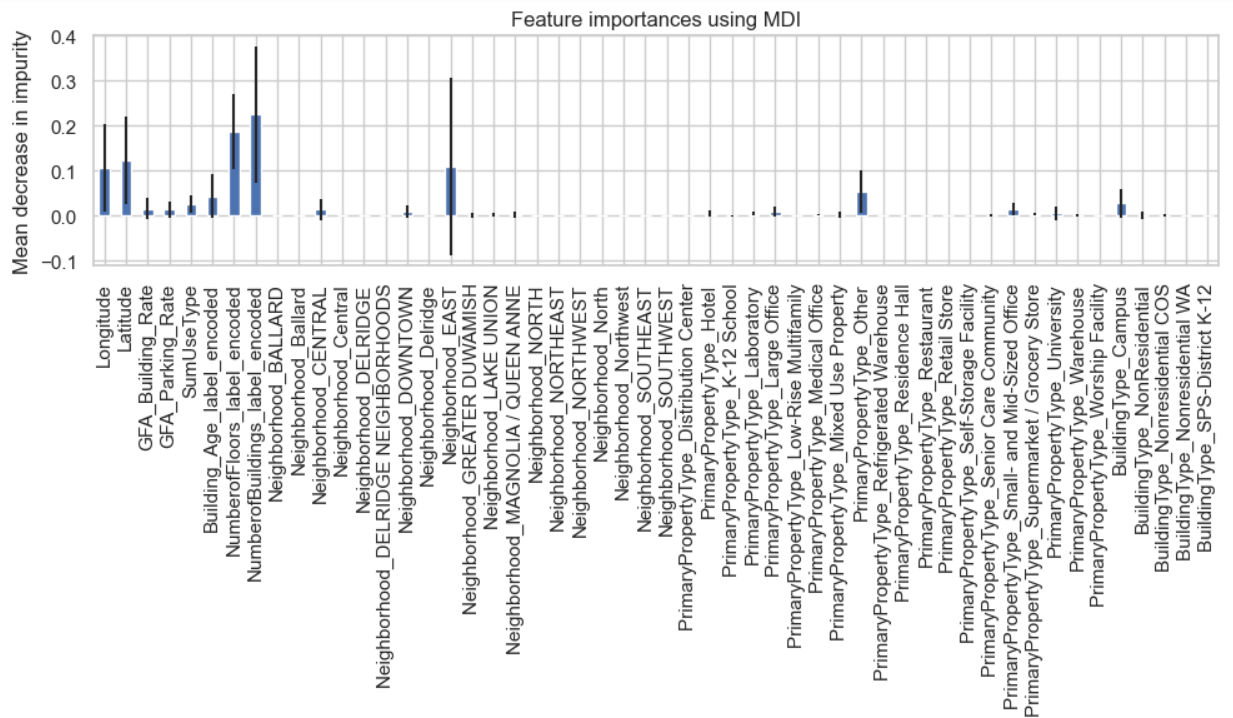 Feature importances using MDI
Mean decrease in impurity
0.4
0.3
0.2
0.1
0.0
−0.1
Longitude
Latitude
GFA_Building_Rate
GFA_Parking_Rate
SumUseType
Building_Age_label_encoded
NumberofFloors_label_encoded
NumberofBuildings_label_encoded
Neighborhood_BALLARD
Neighborhood_Ballard
Neighborhood_CENTRAL
Neighborhood_Central
Neighborhood_DELRIDGE
Neighborhood_DELRIDGE NEIGHBORHOODS
Neighborhood_DOWNTOWN
Neighborhood_Delridge
Neighborhood_EAST
Neighborhood_GREATER DUWAMISH
Neighborhood_LAKE UNION
Neighborhood_MAGNOLIA / QUEEN ANNE
Neighborhood_NORTH
Neighborhood_NORTHEAST
Neighborhood_NORTHWEST
Neighborhood_North
Neighborhood_Northwest
Neighborhood_SOUTHEAST
Neighborhood_SOUTHWEST
PrimaryPropertyType_Distribution Center
PrimaryPropertyType_Hotel
PrimaryPropertyType_K-12 School
PrimaryPropertyType_Laboratory
PrimaryPropertyType_Large Office
PrimaryPropertyType_Low-Rise Multifamily
PrimaryPropertyType_Medical Office
PrimaryPropertyType_Mixed Use Property
PrimaryPropertyType_Other
PrimaryPropertyType_Refrigerated Warehouse
PrimaryPropertyType_Residence Hall
PrimaryPropertyType_Restaurant
PrimaryPropertyType_Retail Store
PrimaryPropertyType_Self-Storage Facility
PrimaryPropertyType_Senior Care Community
PrimaryPropertyType_Small- and Mid-Sized Office
PrimaryPropertyType_Supermarket / Grocery Store
PrimaryPropertyType_University
PrimaryPropertyType_Warehouse
PrimaryPropertyType_Worship Facility
BuildingType_Campus
BuildingType_NonResidential
BuildingType_Nonresidential COS
BuildingType_Nonresidential WA
BuildingType_SPS-District K-12